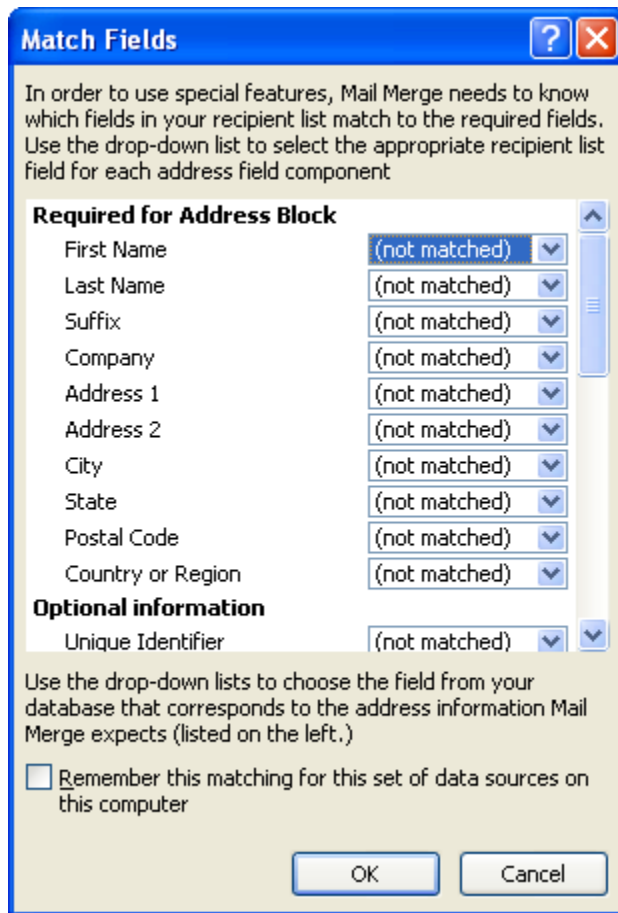 Match Fields
In order to use special features, Mail Merge needs to know
which fields in your recipient list match to the required fields.
Use the drop-down list to select the appropriate recipient list
field for each address field component
Required for Address Block
First Name (not matched)
Last Name (not matched)
Suffix (not matched)
Company (not matched)
Address 1 (not matched)
Address 2 (not matched)
City (not matched)
State (not matched)
Postal Code (not matched)
Country or Region (not matched)
Optional information
Unique Identifier (not matched)
Use the drop-down lists to choose the field from your
database that corresponds to the address information Mail
Merge expects (listed on the left.)
Remember this matching for this set of data sources on
this computer
OK Cancel